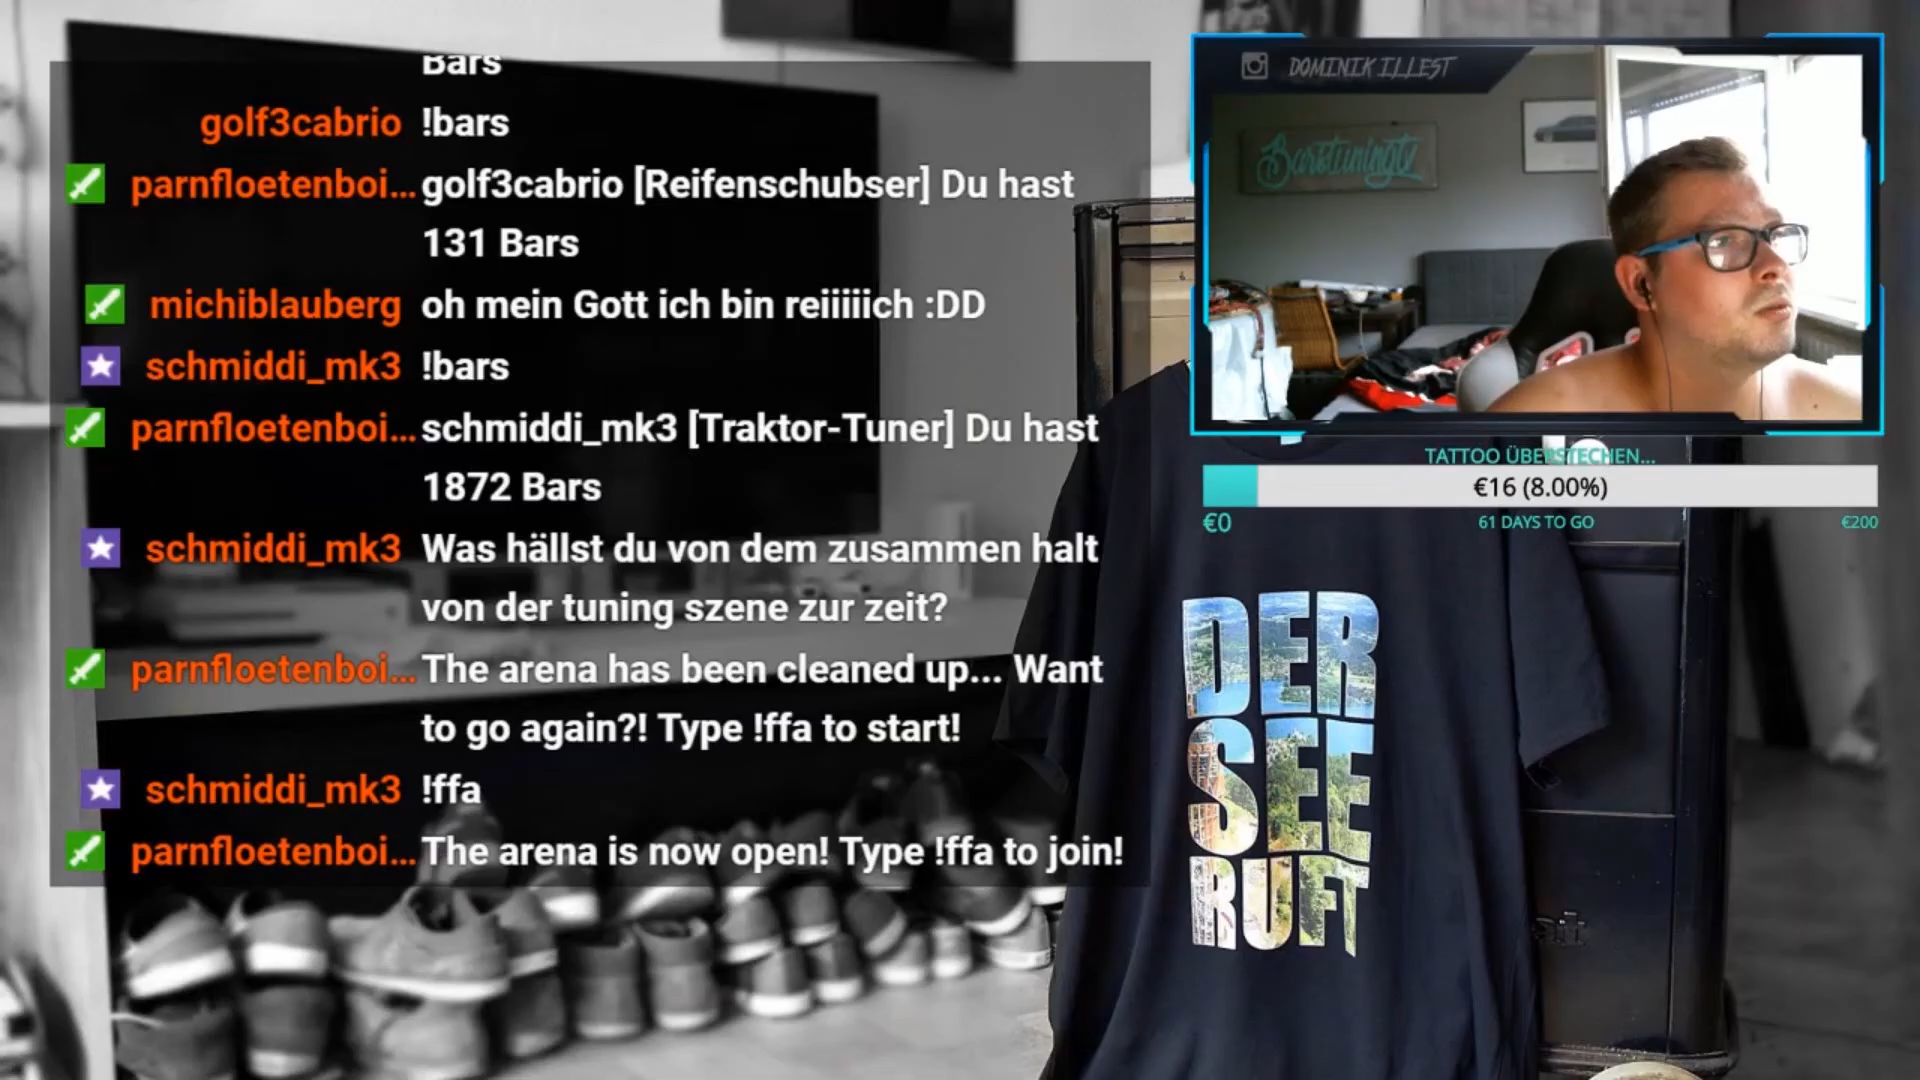 Bars
golf3cabrio !bars
parnfloetenboi... golf3cabrio [Reifenschubser] Du hast
131 Bars
michiblauberg oh mein Gott ich bin reiiiiich :DD
schmiddi_mk3 !bars
parnfloetenboi... schmiddi_mk3 [Traktor-Tuner] Du hast
1872 Bars
schmiddi_mk3 Was hällst du von dem zusammen halt
von der tuning szene zur zeit?
parnfloetenboi... The arena has been cleaned up... Want
to go again?! Type !ffa to start!
schmiddi_mk3 !ffa
parnfloetenboi... The arena is now open! Type !ffa to join!
DOMINIK ILLEST
Barstuningtv
TATTOO ÜBERSTECHEN...
€16 (8.00%)
€0 61 DAYS TO GO €200
DER
SEE
RUFT